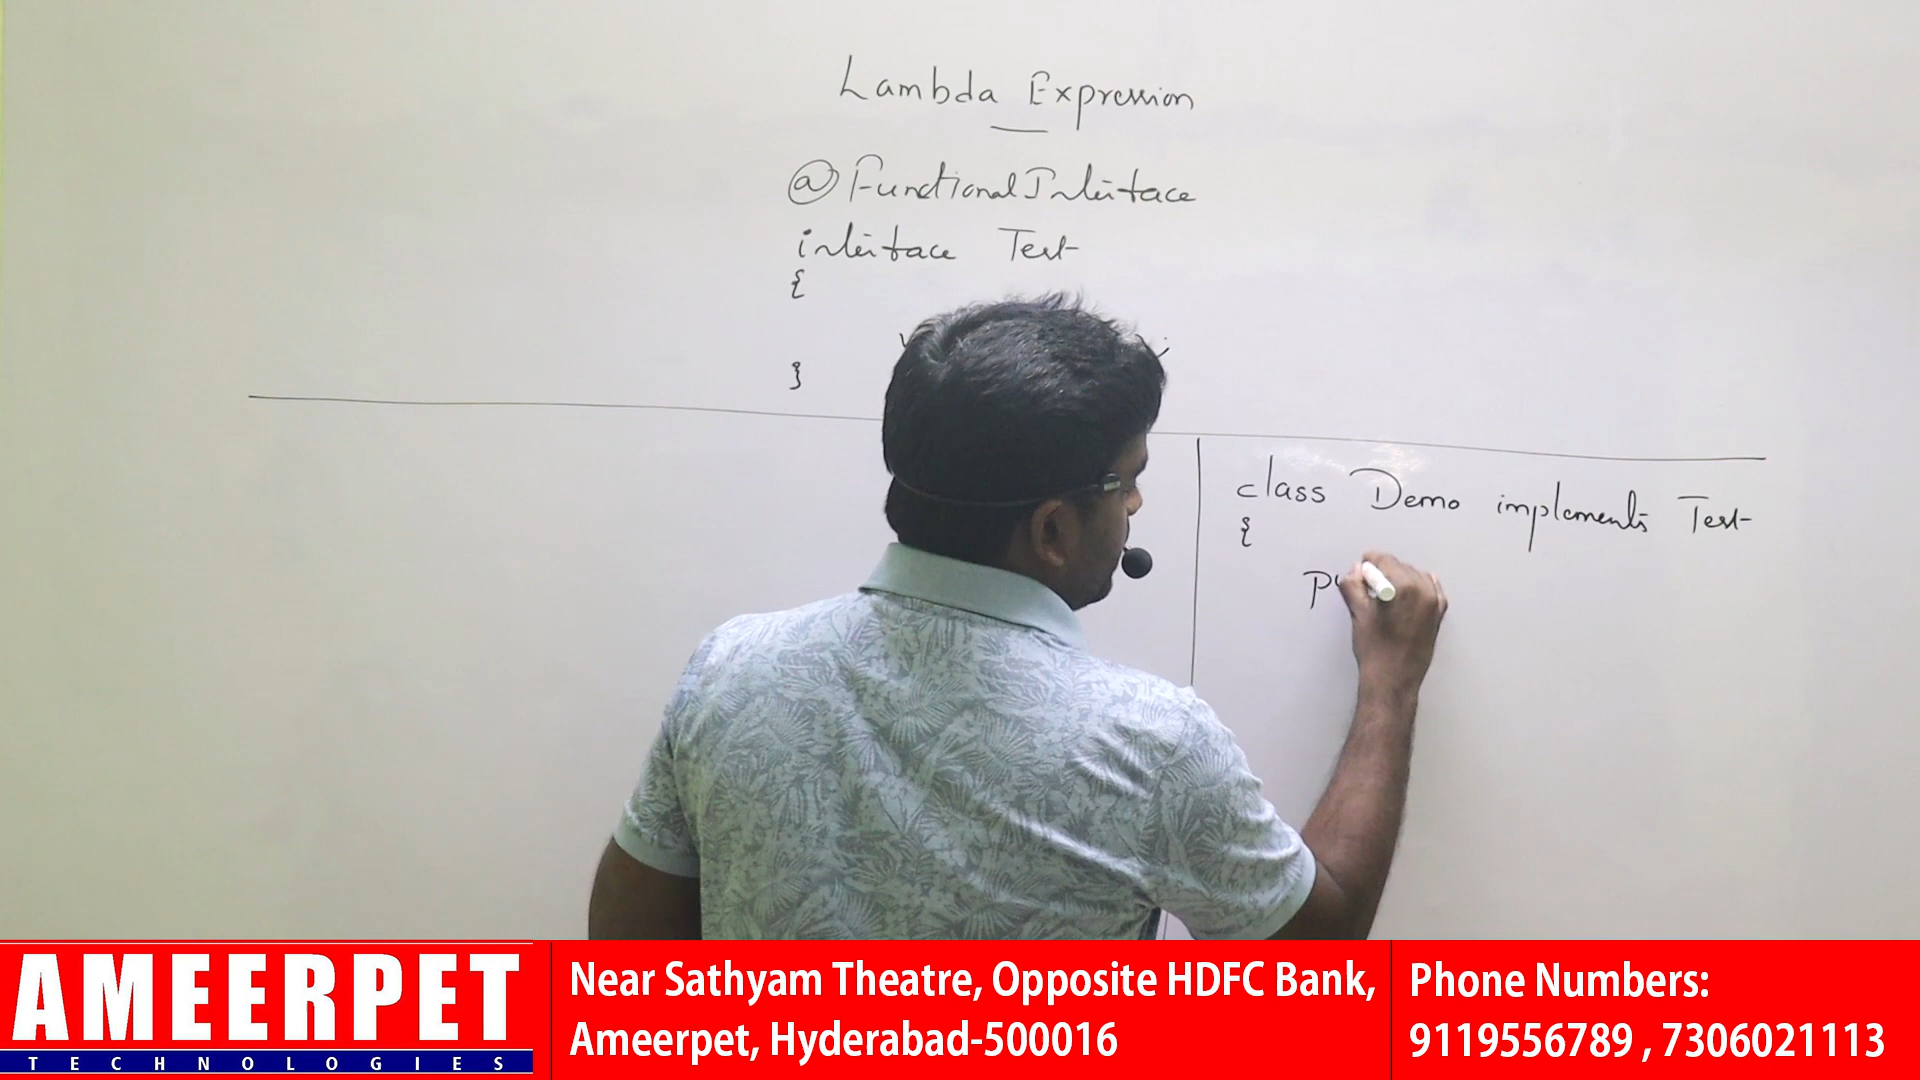 Lambda Expression
@FunctionalInterface
interface Test
{
}
class Demo implements Test
{
AMEERPET
TECHNOLOGIES
Near Sathyam Theatre, Opposite HDFC Bank,
Ameerpet, Hyderabad-500016
Phone Numbers:
9119556789 , 7306021113